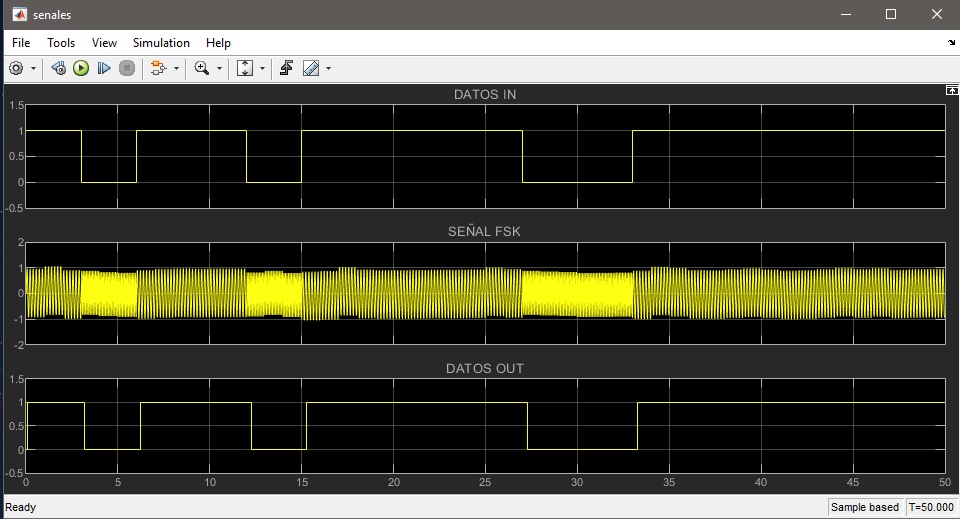 senales
File Tools View Simulation Help
DATOS IN
1.5
1
0.5
0
-0.5
SEÑAL FSK
2
1
0
-1
-2
DATOS OUT
1.5
1
0.5
0
-0.5
0 5 10 15 20 25 30 35 40 45 50
Ready Sample based T=50.000